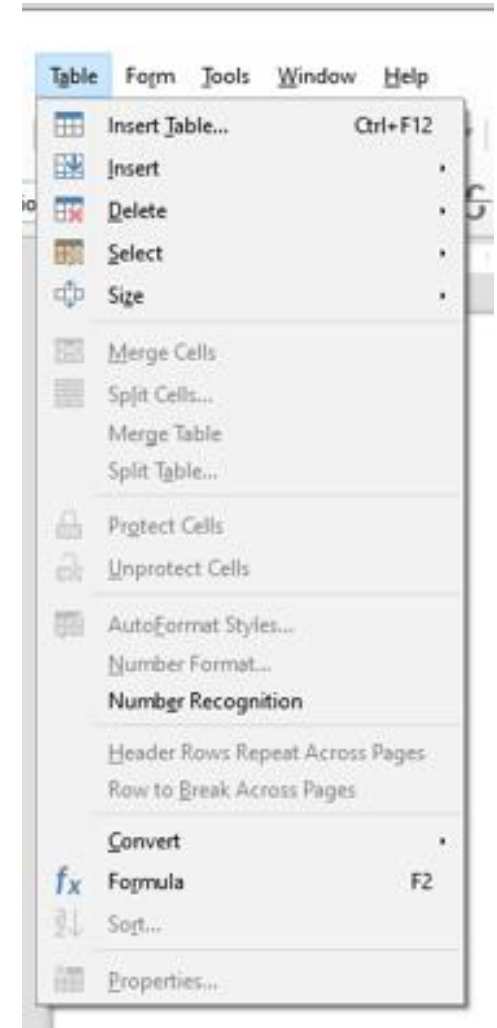 Table Form Tools Window Help
Insert Table... Ctrl+F12
Insert
Delete
Select
Size
Merge Cells
Split Cells...
Merge Table
Split Table...
Protect Cells
Unprotect Cells
AutoFormat Styles...
Number Format...
Number Recognition
Header Rows Repeat Across Pages
Row to Break Across Pages
Convert
fx Formula F2
Sort...
Properties...